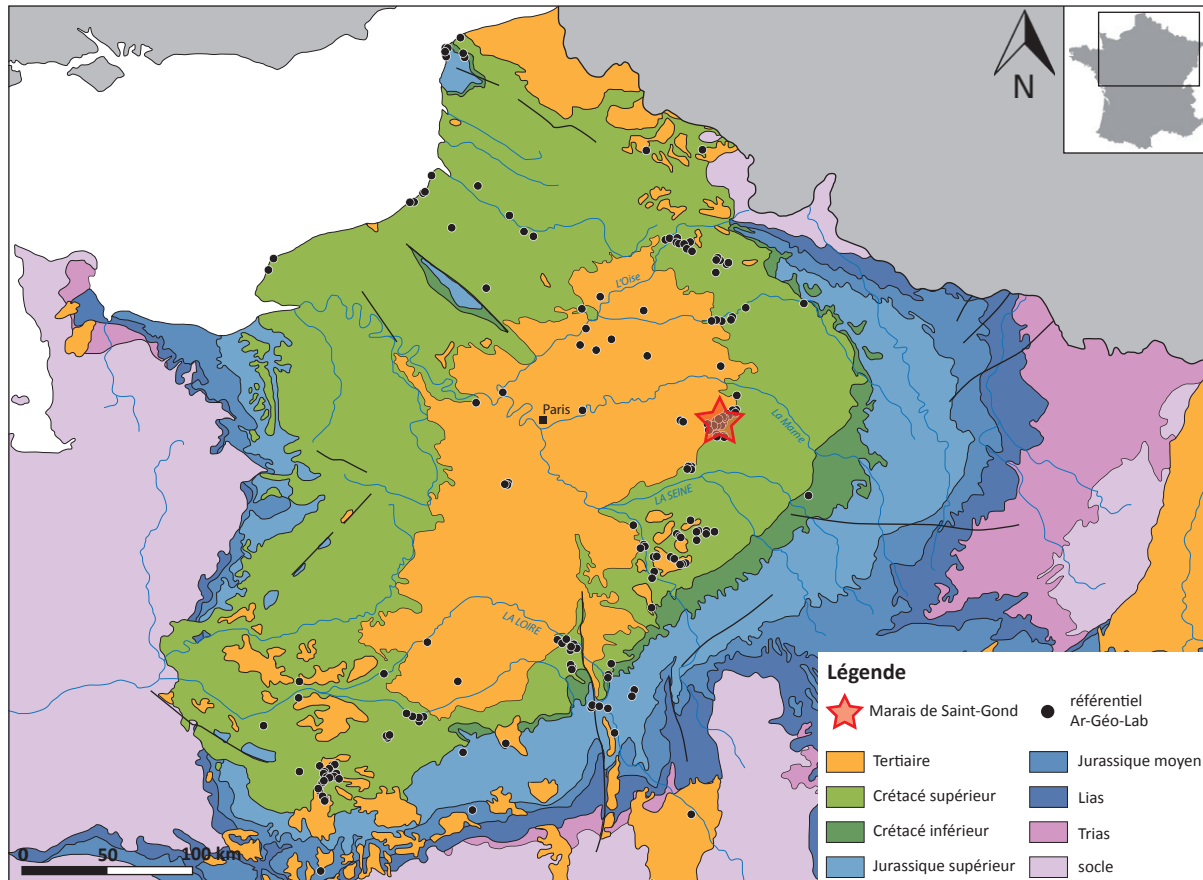 N
L'Oise
Paris
La Marne
LA SEINE
LA LOIRE
Légende
Marais de Saint-Gond
référentiel
Ar-Géo-Lab
Tertiaire
Crétacé supérieur
Crétacé inférieur
Jurassique supérieur
Jurassique moyen
Lias
Trias
socle
0 50 100 km